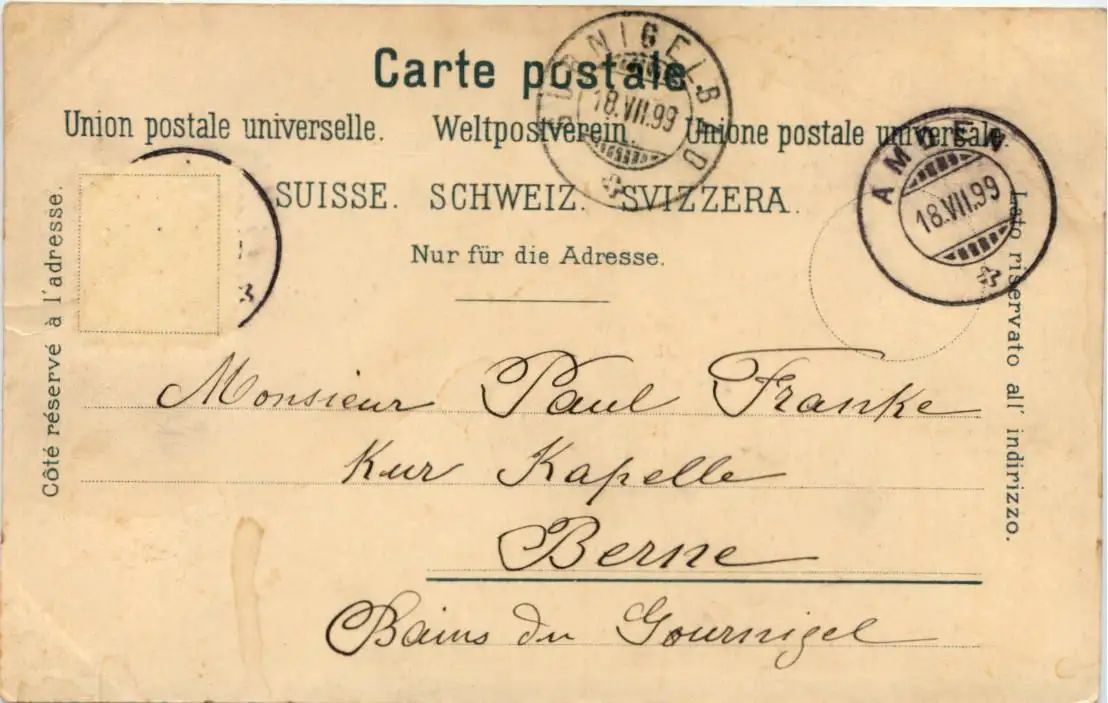 Carte postale
Union postale universelle. Weltpostverein. Unione postale universale.
SUISSE. SCHWEIZ. SVIZZERA.
Nur für die Adresse.
Côté réservé à l'adresse.
Lato riservato all' indirizzo.
GURNIGELBAD
18.VII.99
AMDEN
18.VII.99
Monsieur Paul Franke
Kur Kapelle
Berne
Bains du Gournigel